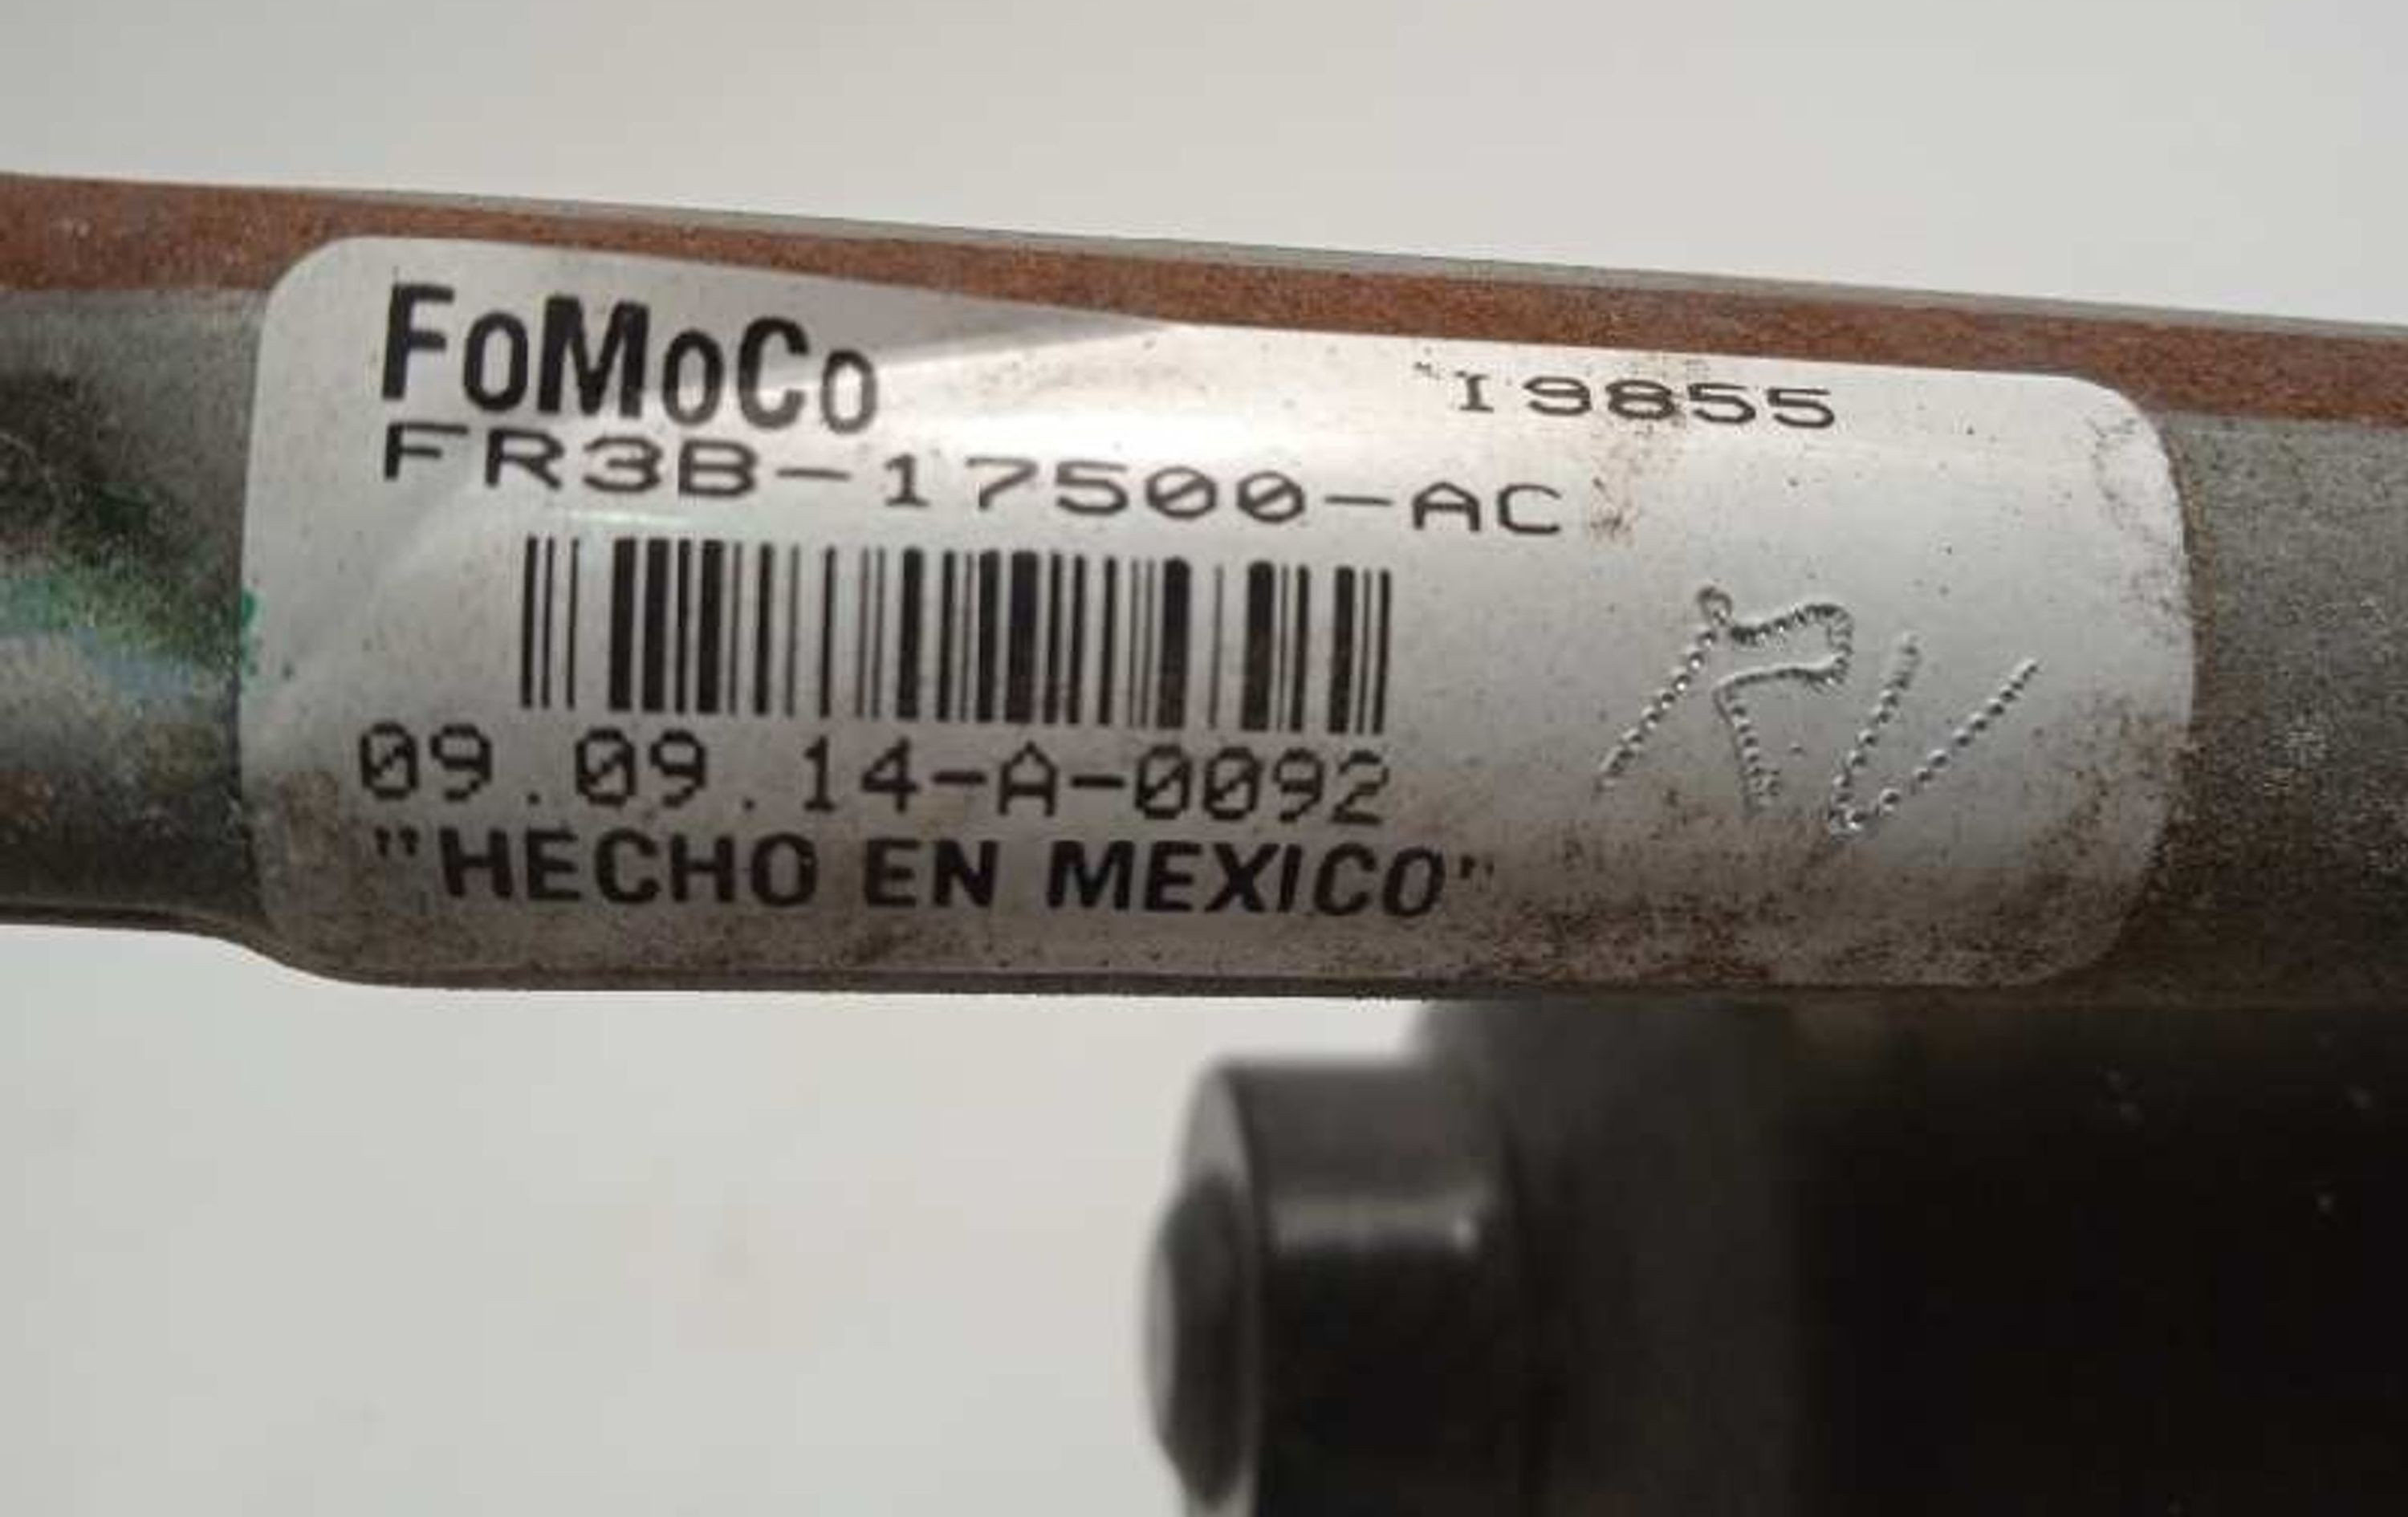 FoMoCo
19855
FR3B-17500-AC
09.09.14-A-0092
"HECHO EN MEXICO"